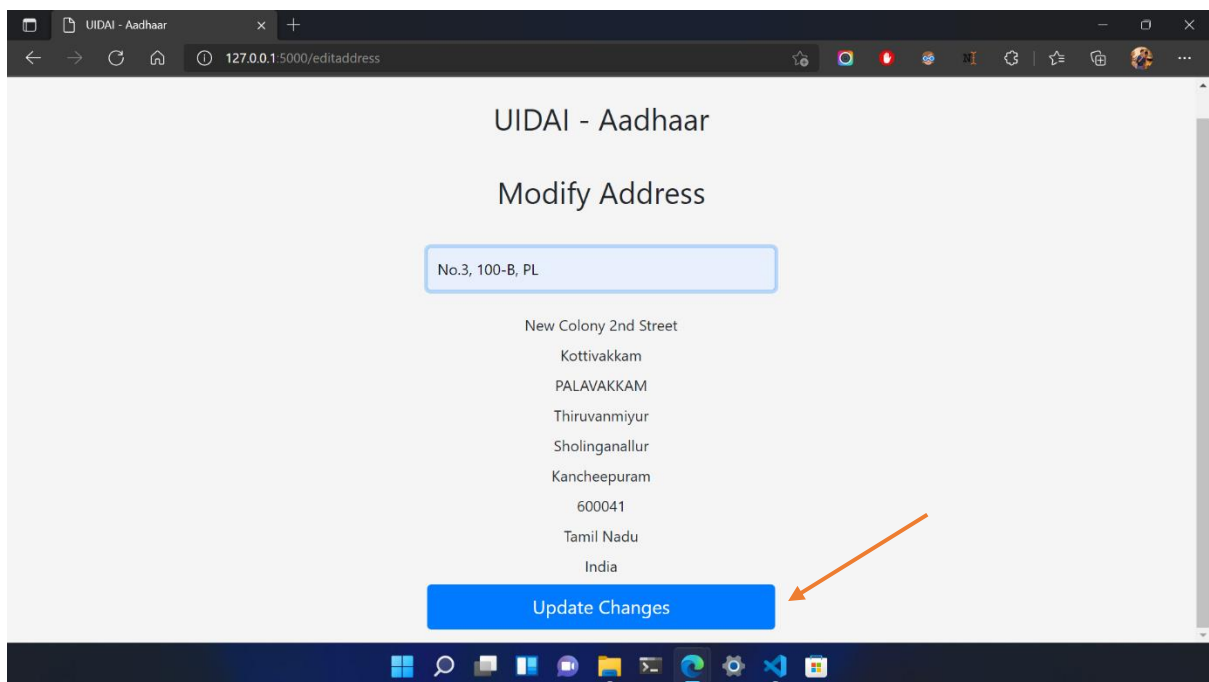 UIDAI - Aadhaar
127.0.0.1:5000/editaddress
UIDAI - Aadhaar
Modify Address
No.3, 100-B, PL
New Colony 2nd Street
Kottivakkam
PALAVAKKAM
Thiruvanmiyur
Sholinganallur
Kancheepuram
600041
Tamil Nadu
India
Update Changes